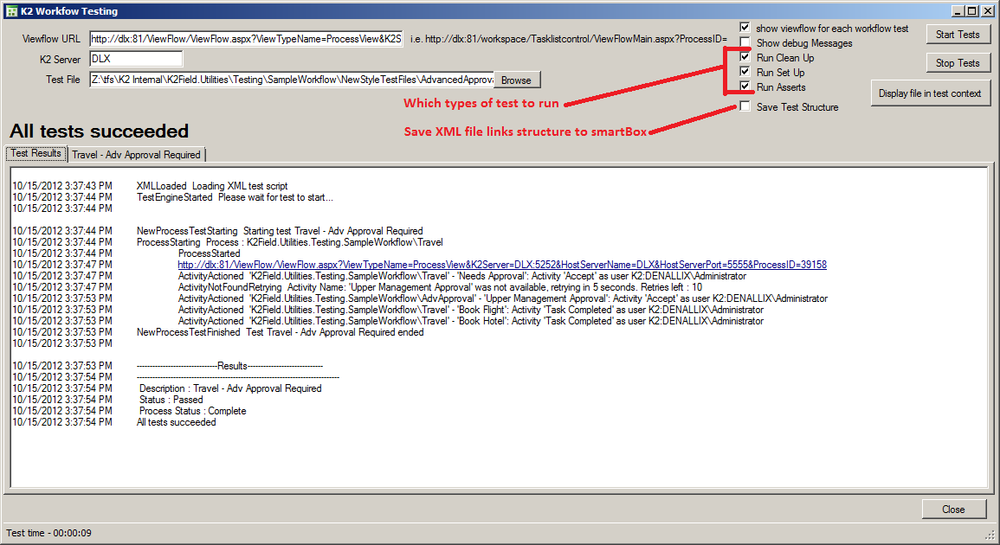 K2 Workfow Testing
Viewflow URL http://dlx:81/ViewFlow/ViewFlow.aspx?ViewTypeName=ProcessView&K2S i.e. http://dlx:81/workspace/Tasklistcontrol/ViewFlowMain.aspx?ProcessID=
K2 Server DLX
Test File Z:\tfs\K2 Internal\K2Field.Utilities\Testing\SampleWorkflow\NewStyleTestFiles\AdvancedApprova Browse
show viewflow for each workflow test
Show debug Messages
Run Clean Up
Run Set Up
Run Asserts
Save Test Structure
Start Tests
Stop Tests
Display file in test context
Which types of test to run
Save XML file links structure to smartBox
All tests succeeded
Test Results Travel - Adv Approval Required
10/15/2012 3:37:43 PM XMLLoaded Loading XML test script
10/15/2012 3:37:44 PM TestEngineStarted Please wait for test to start...
10/15/2012 3:37:44 PM
10/15/2012 3:37:44 PM NewProcessTestStarting Starting test Travel - Adv Approval Required
10/15/2012 3:37:44 PM ProcessStarting Process : K2Field.Utilities.Testing.SampleWorkflow\Travel
10/15/2012 3:37:44 PM ProcessStarted
10/15/2012 3:37:47 PM http://dlx:81/ViewFlow/ViewFlow.aspx?ViewTypeName=ProcessView&K2Server=DLX:5252&HostServerName=DLX&HostServerPort=5555&ProcessID=39158
10/15/2012 3:37:47 PM ActivityActioned 'K2Field.Utilities.Testing.SampleWorkflow\Travel' - 'Needs Approval': Activity 'Accept' as user K2:DENALLIX\Administrator
10/15/2012 3:37:47 PM ActivityNotFoundRetrying Activity Name: 'Upper Management Approval' was not available, retrying in 5 seconds. Retries left : 10
10/15/2012 3:37:53 PM ActivityActioned 'K2Field.Utilities.Testing.SampleWorkflow\AdvApproval' - 'Upper Management Approval': Activity 'Accept' as user K2:DENALLIX\Administrator
10/15/2012 3:37:53 PM ActivityActioned 'K2Field.Utilities.Testing.SampleWorkflow\Travel' - 'Book Flight': Activity 'Task Completed' as user K2:DENALLIX\Administrator
10/15/2012 3:37:53 PM ActivityActioned 'K2Field.Utilities.Testing.SampleWorkflow\Travel' - 'Book Hotel': Activity 'Task Completed' as user K2:DENALLIX\Administrator
10/15/2012 3:37:53 PM NewProcessTestFinished Test Travel - Adv Approval Required ended
10/15/2012 3:37:53 PM
10/15/2012 3:37:53 PM -------------------------------Results-----------------------------
10/15/2012 3:37:54 PM ------------------------------------------------------------------------------
10/15/2012 3:37:54 PM Description : Travel - Adv Approval Required
10/15/2012 3:37:54 PM Status : Passed
10/15/2012 3:37:54 PM Process Status : Complete
10/15/2012 3:37:54 PM All tests succeeded
Close
Test time - 00:00:09